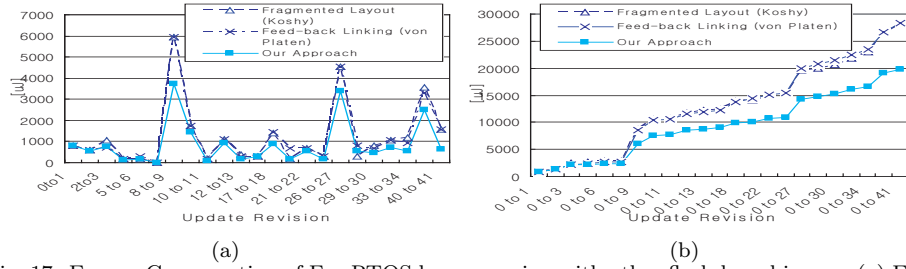 Fragmented Layout
(Koshy)
Feed-back Linking (von
Platen)
Our Approach
7000
6000
5000
4000
3000
2000
1000
0
[μJ]
0to1
2to3
5 to 6
8 to 9
10 to 11
12 to13
17 to 18
21 to 22
26 to 27
29 to 30
33 to 34
40 to 41
Update Revision
(a)
Fragmented Layout (Koshy)
Feed-back Linking (von Platen)
Our Approach
30000
25000
20000
15000
10000
5000
0
0 to 1
0 to 3
0 to 6
0 to 9
0 to 11
0 to 13
0 to 18
0 to 22
0 to 27
0 to 30
0 to 34
0 to 41
Update Revision
(b)